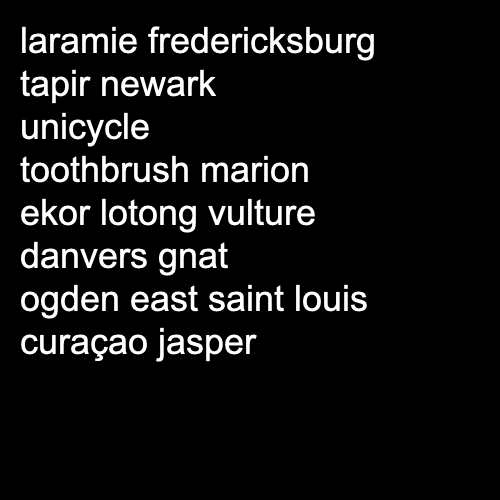 laramie fredericksburg
tapir newark
unicycle
toothbrush marion
ekor lotong vulture
danvers gnat
ogden east saint louis
curaçao jasper